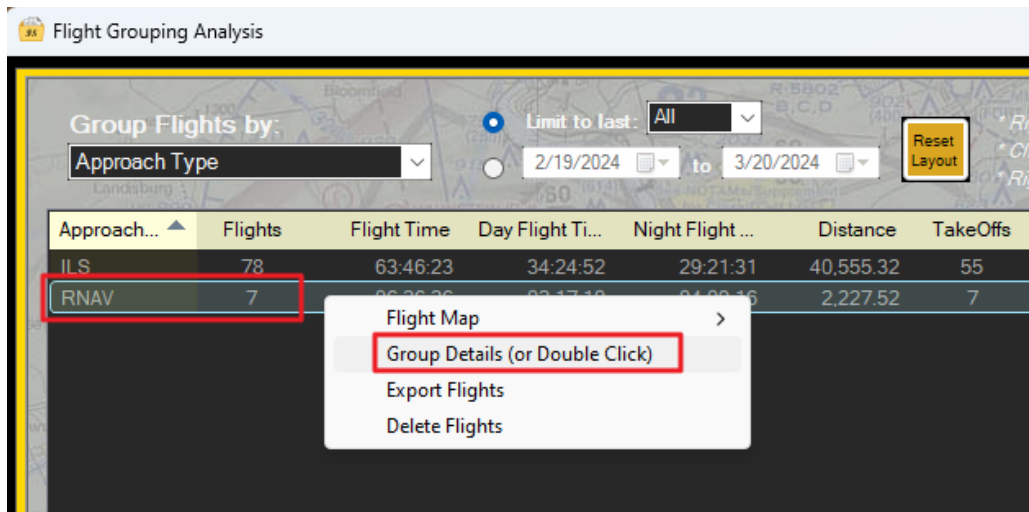 Flight Grouping Analysis
Bloomfield
R-5802
B,C,D
Group Flights by:
Limit to last: All
Reset
Layout
Approach Type
2/19/2024 to 3/20/2024
Landisburg
Approach... Flights Flight Time Day Flight Ti... Night Flight ... Distance TakeOffs
ILS 78 63:46:23 34:24:52 29:21:31 40,555.32 55
RNAV 7 2,227.52 7
Flight Map >
Group Details (or Double Click)
Export Flights
Delete Flights